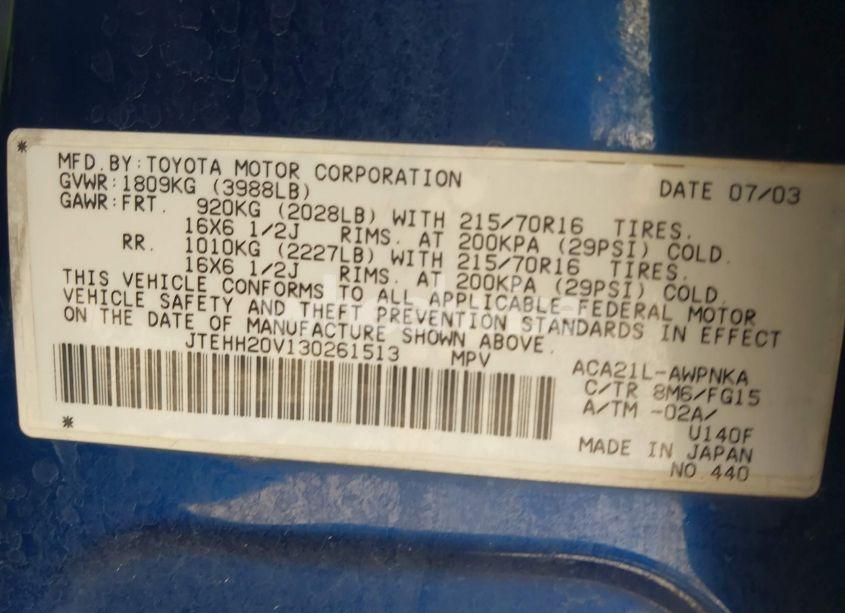 *
MFD.BY:TOYOTA MOTOR CORPORATION DATE 07/03
GVWR:1809KG (3988LB)
GAWR:FRT. 920KG (2028LB) WITH 215/70R16 TIRES.
16X6 1/2J RIMS. AT 200KPA (29PSI) COLD.
RR. 1010KG (2227LB) WITH 215/70R16 TIRES.
16X6 1/2J RIMS. AT 200KPA (29PSI) COLD.
THIS VEHICLE CONFORMS TO ALL APPLICABLE FEDERAL MOTOR
VEHICLE SAFETY AND THEFT PREVENTION STANDARDS IN EFFECT
ON THE DATE OF MANUFACTURE SHOWN ABOVE.
JTEHH20V130261513 MPV
ACA21L-AWPNKA
C/TR 8M6/FG15
A/TM -02A/
U140F
MADE IN JAPAN
NO.440
*